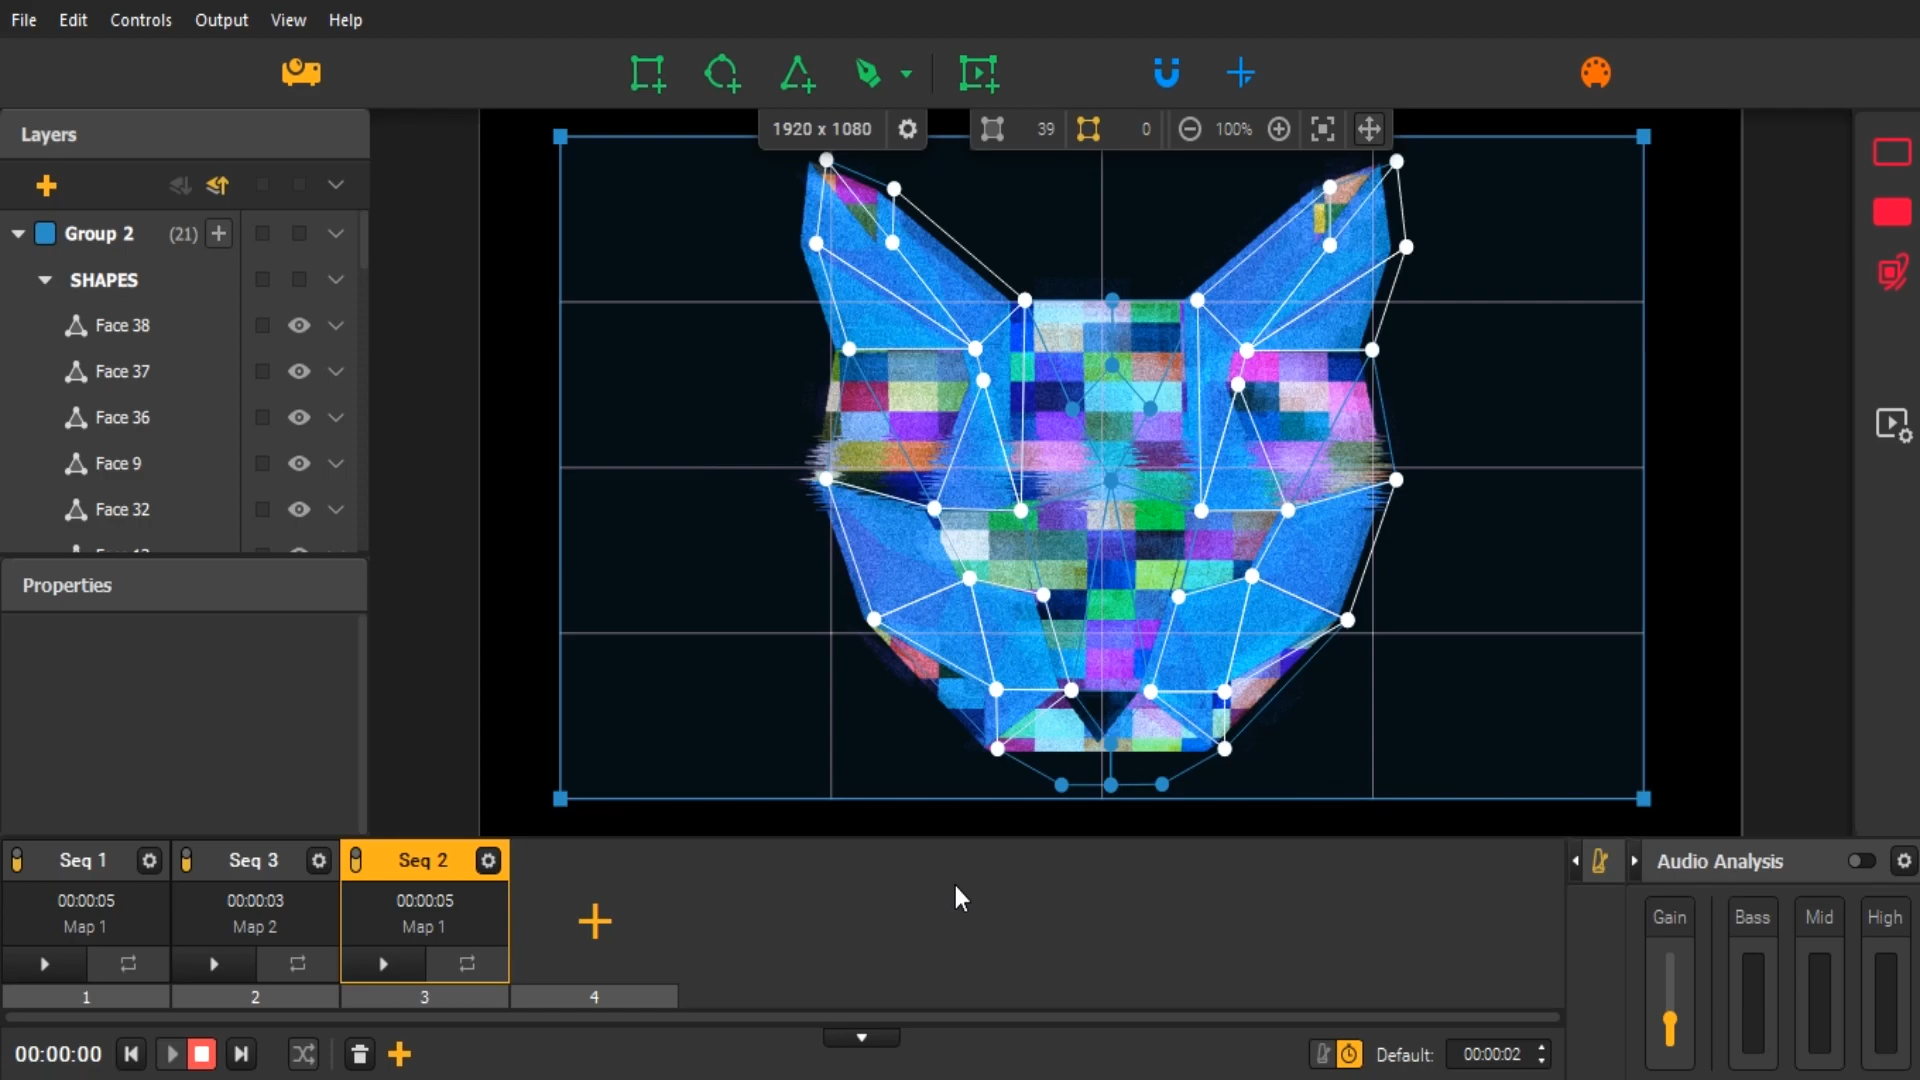 File Edit Controls Output View Help
Layers
1920 x 1080 39 0 100%
Group 2 (21)
SHAPES
Face 38
Face 37
Face 36
Face 9
Face 32
Properties
Seq 1 Seq 3 Seq 2
00:00:05 00:00:03 00:00:05
Map 1 Map 2 Map 1
1 2 3 4
Audio Analysis
Gain Bass Mid High
00:00:00
Default: 00:00:02